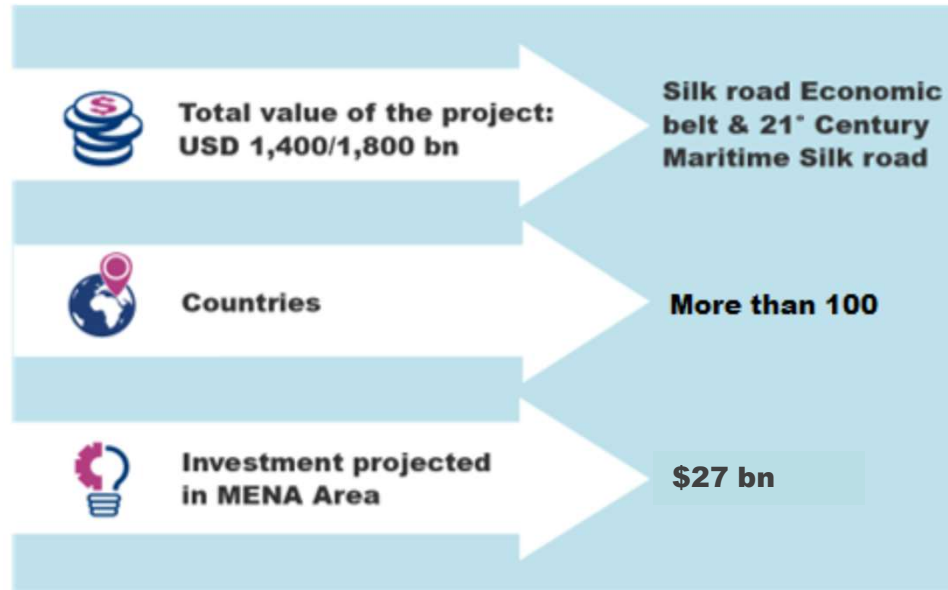 Total value of the project:
USD 1,400/1,800 bn
Silk road Economic
belt & 21° Century
Maritime Silk road
Countries
More than 100
Investment projected
in MENA Area
$27 bn